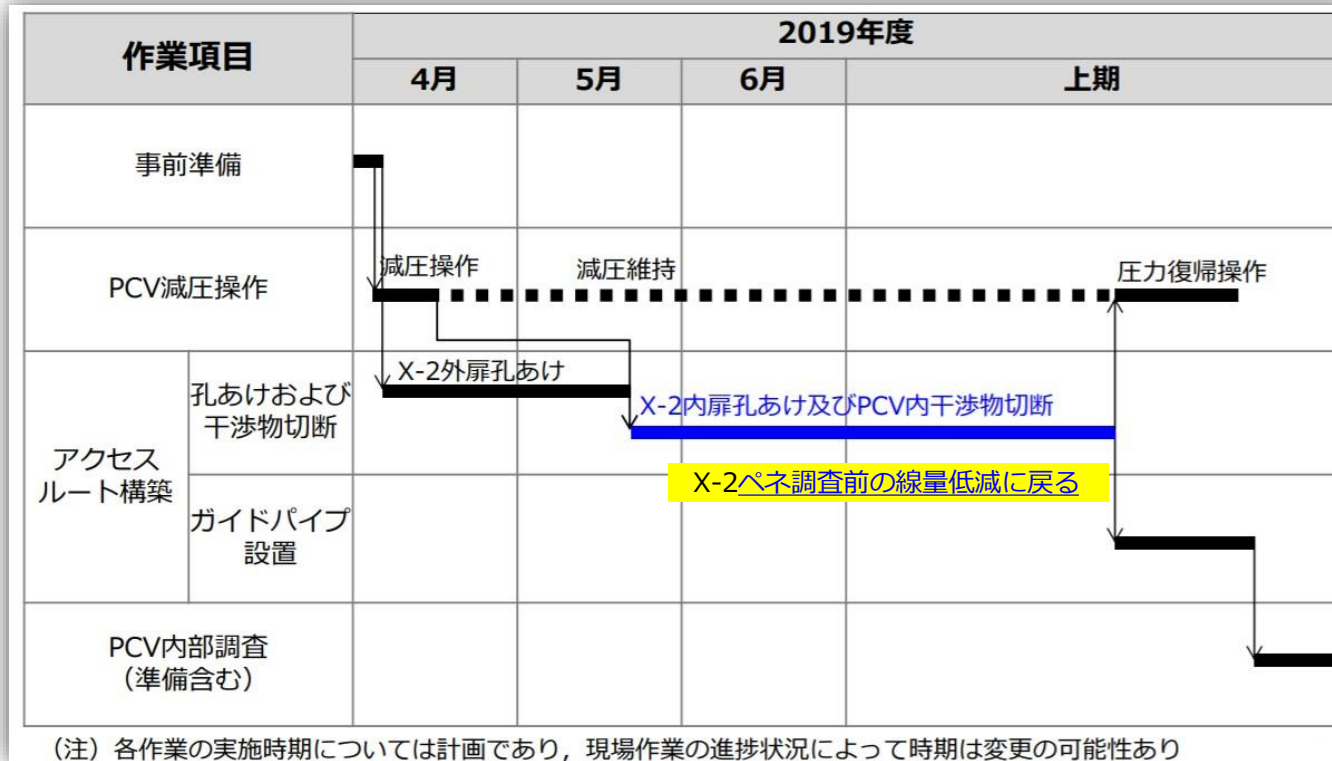 作業項目
2019年度
4月
5月
6月
上期
事前準備
PCV減圧操作
減圧操作
減圧維持
圧力復帰操作
アクセス
ルート構築
孔あけおよび
干渉物切断
X-2外扉孔あけ
X-2内扉孔あけ及びPCV内干渉物切断
X-2ペネ調査前の線量低減に戻る
ガイドパイプ
設置
PCV内部調査
（準備含む）
（注）各作業の実施時期については計画であり，現場作業の進捗状況によって時期は変更の可能性あり